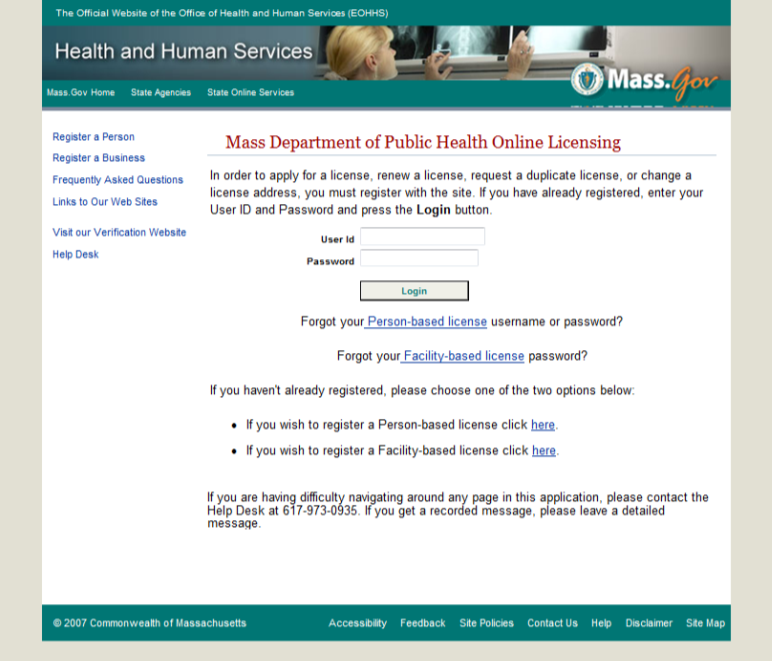 The Official Website of the Office of Health and Human Services (EOHHS)
Health and Human Services
Mass.Gov
Mass.Gov Home State Agencies State Online Services
Register a Person
Register a Business
Frequently Asked Questions
Links to Our Web Sites
Visit our Verification Website
Help Desk
Mass Department of Public Health Online Licensing
In order to apply for a license, renew a license, request a duplicate license, or change a
license address, you must register with the site. If you have already registered, enter your
User ID and Password and press the Login button.
User Id
Password
Login
Forgot your Person-based license username or password?
Forgot your Facility-based license password?
If you haven't already registered, please choose one of the two options below:
• If you wish to register a Person-based license click here.
• If you wish to register a Facility-based license click here.
If you are having difficulty navigating around any page in this application, please contact the
Help Desk at 617-973-0935. If you get a recorded message, please leave a detailed
message.
© 2007 Commonwealth of Massachusetts Accessibility Feedback Site Policies Contact Us Help Disclaimer Site Map